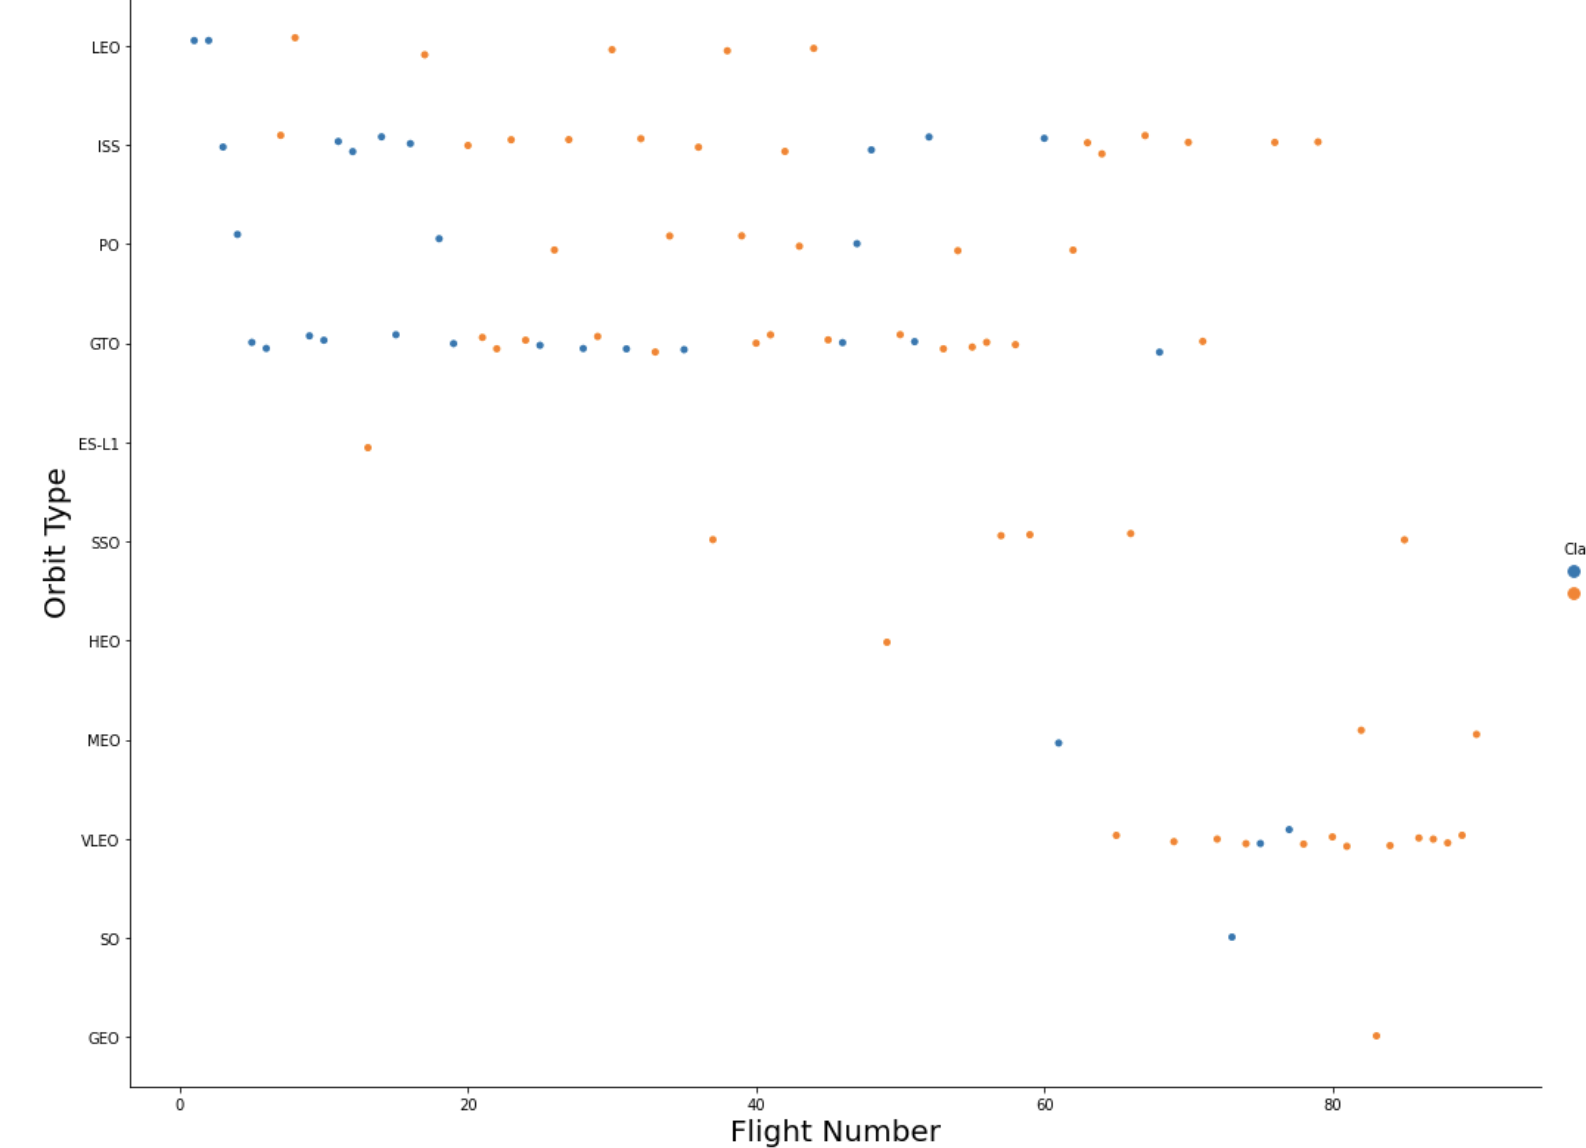 LEO
ISS
PO
GTO
ES-L1
SSO
HEO
MEO
VLEO
SO
GEO
Orbit Type
0 20 40 60 80
Flight Number
Cla